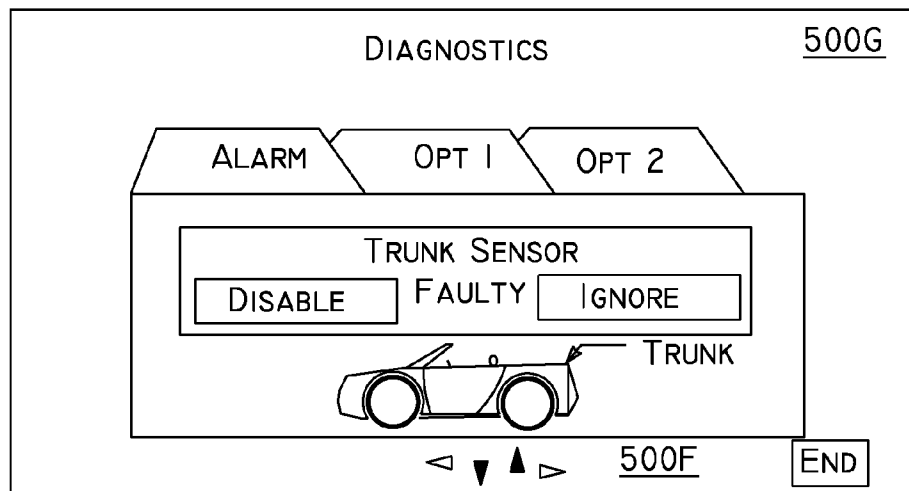 DIAGNOSTICS
500G
ALARM
OPT 1
OPT 2
TRUNK SENSOR
DISABLE
FAULTY
IGNORE
TRUNK
500F
END